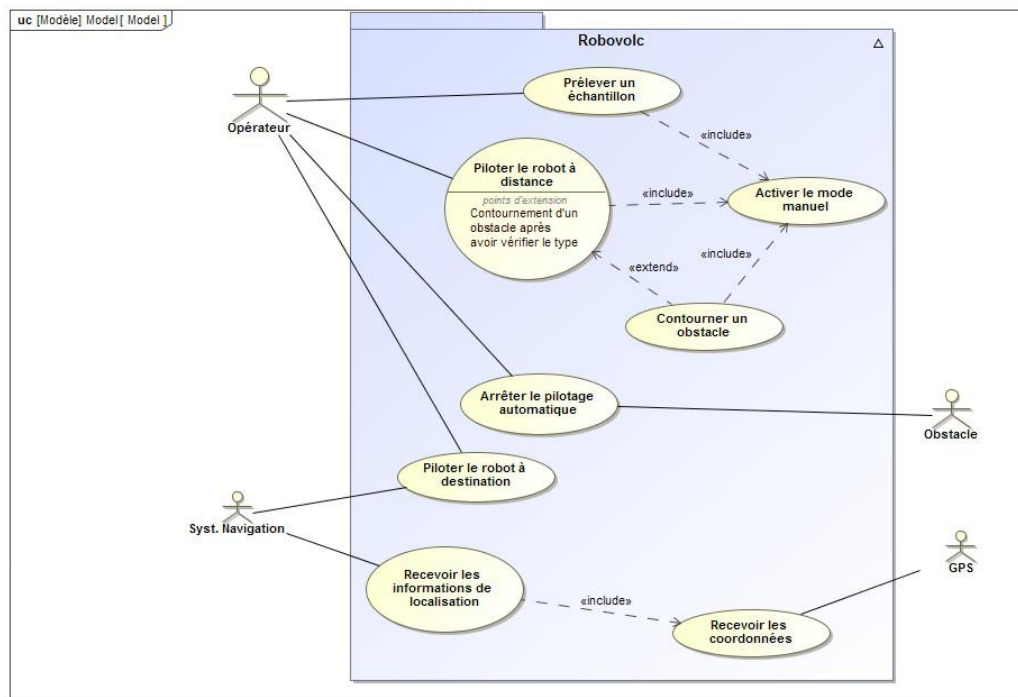 uc [Modèle] Model [ Model ]
Robovolc
Prélever un
échantillon
Opérateur
«include»
Piloter le robot à
distance
points d'extension
Contournement d'un
obstacle après
avoir vérifier le type
«include»
Activer le mode
manuel
«include»
«extend»
Contourner un
obstacle
Arrêter le pilotage
automatique
Obstacle
Piloter le robot à
destination
Syst. Navigation
GPS
Recevoir les
informations de
localisation
«include»
Recevoir les
coordonnées